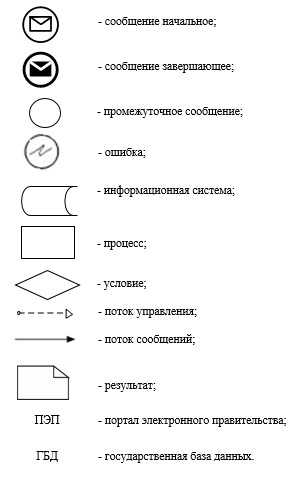 - сообщение начальное;
- сообщение завершающее;
- промежуточное сообщение;
- ошибка;
- информационная система;
- процесс;
- условие;
- поток управления;
- поток сообщений;
- результат;
ПЭП - портал электронного правительства;
ГБД - государственная база данных.